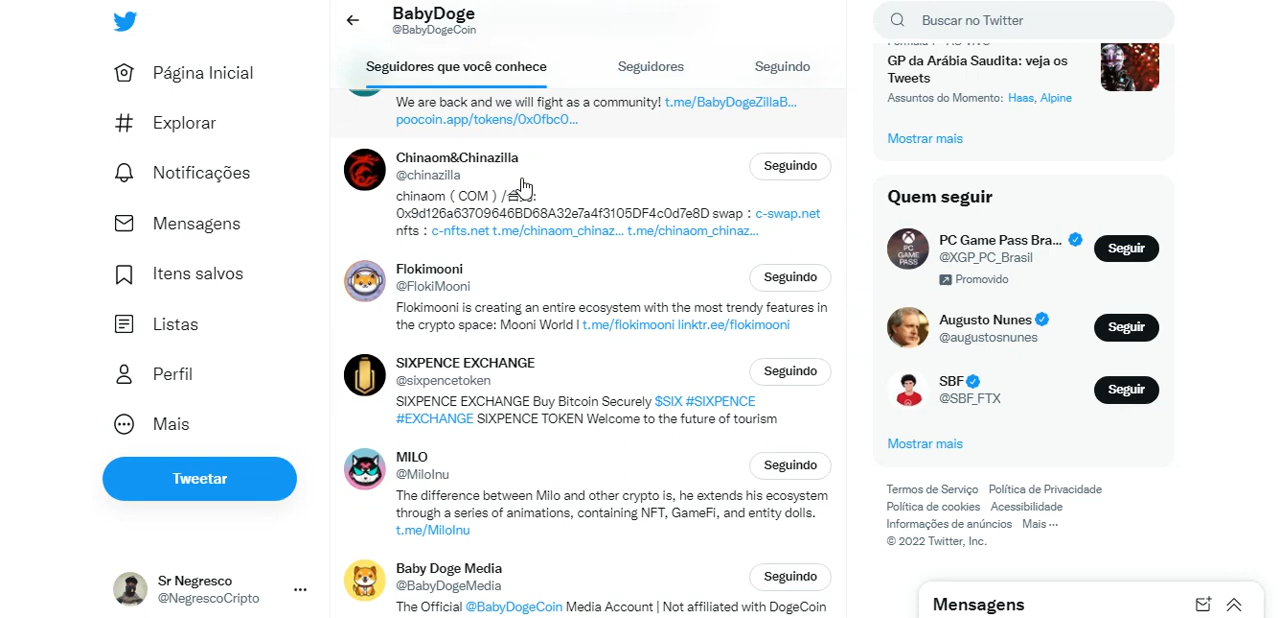 Página Inicial
Explorar
Notificações
Mensagens
Itens salvos
Listas
Perfil
Mais
Tweetar
Sr Negresco
@NegrescoCripto
BabyDoge
@BabyDogeCoin
Seguidores que você conhece
Seguidores
Seguindo
We are back and we will fight as a community! t.me/BabyDogeZillaB...
poocoin.app/tokens/0x0fbc0...
Chinaom&Chinazilla
Seguindo
@chinazilla
chinaom ( COM ) /合
0x9d126a63709646BD68A32e7a4f3105DF4c0d7e8D swap：c-swap.net
nfts：c-nfts.net t.me/chinaom_chinaz... t.me/chinaom_chinaz...
Flokimooni
Seguindo
@FlokiMooni
Flokimooni is creating an entire ecosystem with the most trendy features in
the crypto space: Mooni World I t.me/flokimooni linktr.ee/flokimooni
SIXPENCE EXCHANGE
Seguindo
@sixpencetoken
SIXPENCE EXCHANGE Buy Bitcoin Securely $SIX #SIXPENCE
#EXCHANGE SIXPENCE TOKEN Welcome to the future of tourism
MILO
Seguindo
@MiloInu
The difference between Milo and other crypto is, he extends his ecosystem
through a series of animations, containing NFT, GameFi, and entity dolls.
t.me/MiloInu
Baby Doge Media
Seguindo
@BabyDogeMedia
The Official @BabyDogeCoin Media Account | Not affiliated with DogeCoin
Buscar no Twitter
GP da Arábia Saudita: veja os
Tweets
Assuntos do Momento: Haas, Alpine
Mostrar mais
Quem seguir
PC Game Pass Bra...
@XGP_PC_Brasil
Promovido
Seguir
Augusto Nunes
@augustosnunes
Seguir
SBF
@SBF_FTX
Seguir
Mostrar mais
Termos de Serviço Política de Privacidade
Política de cookies Acessibilidade
Informações de anúncios Mais ...
© 2022 Twitter, Inc.
Mensagens